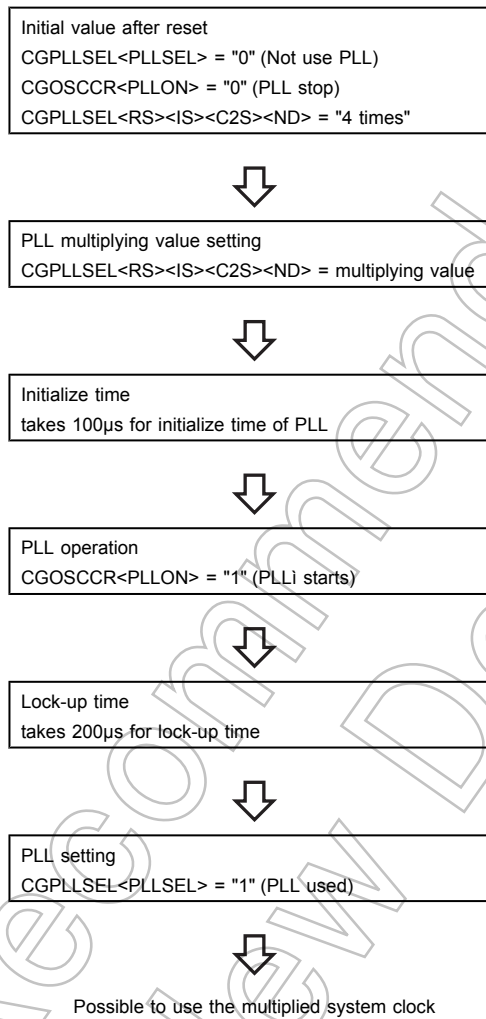 Initial value after reset
CGPLLSEL<PLLSEL> = "0" (Not use PLL)
CGOSCCR<PLLON> = "0" (PLL stop)
CGPLLSEL<RS><IS><C2S><ND> = "4 times"
PLL multiplying value setting
CGPLLSEL<RS><IS><C2S><ND> = multiplying value
Initialize time
takes 100µs for initialize time of PLL
PLL operation
CGOSCCR<PLLON> = "1" (PLLì starts)
Lock-up time
takes 200µs for lock-up time
PLL setting
CGPLLSEL<PLLSEL> = "1" (PLL used)
Possible to use the multiplied system clock